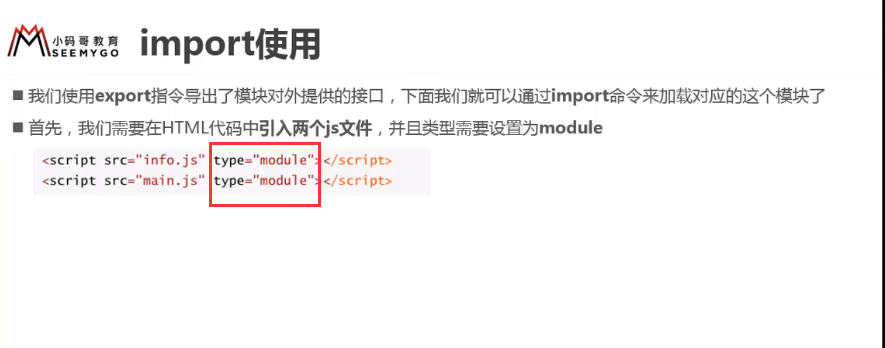 小码哥教育
SEEMYGO
import使用
■ 我们使用export指令导出了模块对外提供的接口，下面我们就可以通过import命令来加载对应的这个模块了
■ 首先，我们需要在HTML代码中引入两个js文件，并且类型需要设置为module
<script src="info.js" type="module"></script>
<script src="main.js" type="module"></script>